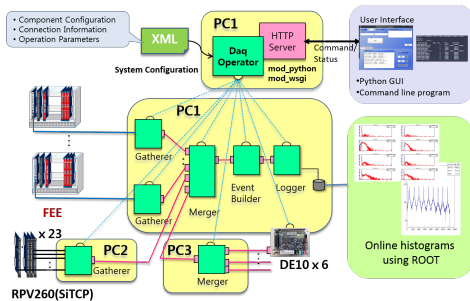 • Component Configuration
• Connection Information
• Operation Parameters
XML
System Configuration
PC1
Daq
Operator
HTTP
Server
mod_python
mod_wsgi
Command/
Status
User Interface
•Python GUI
•Command line program
PC1
Gatherer
Gatherer
Merger
Event
Builder
Logger
FEE
x 23
RPV260(SiTCP)
PC2
Gatherer
PC3
Merger
DE10 x 6
Online histograms
using ROOT